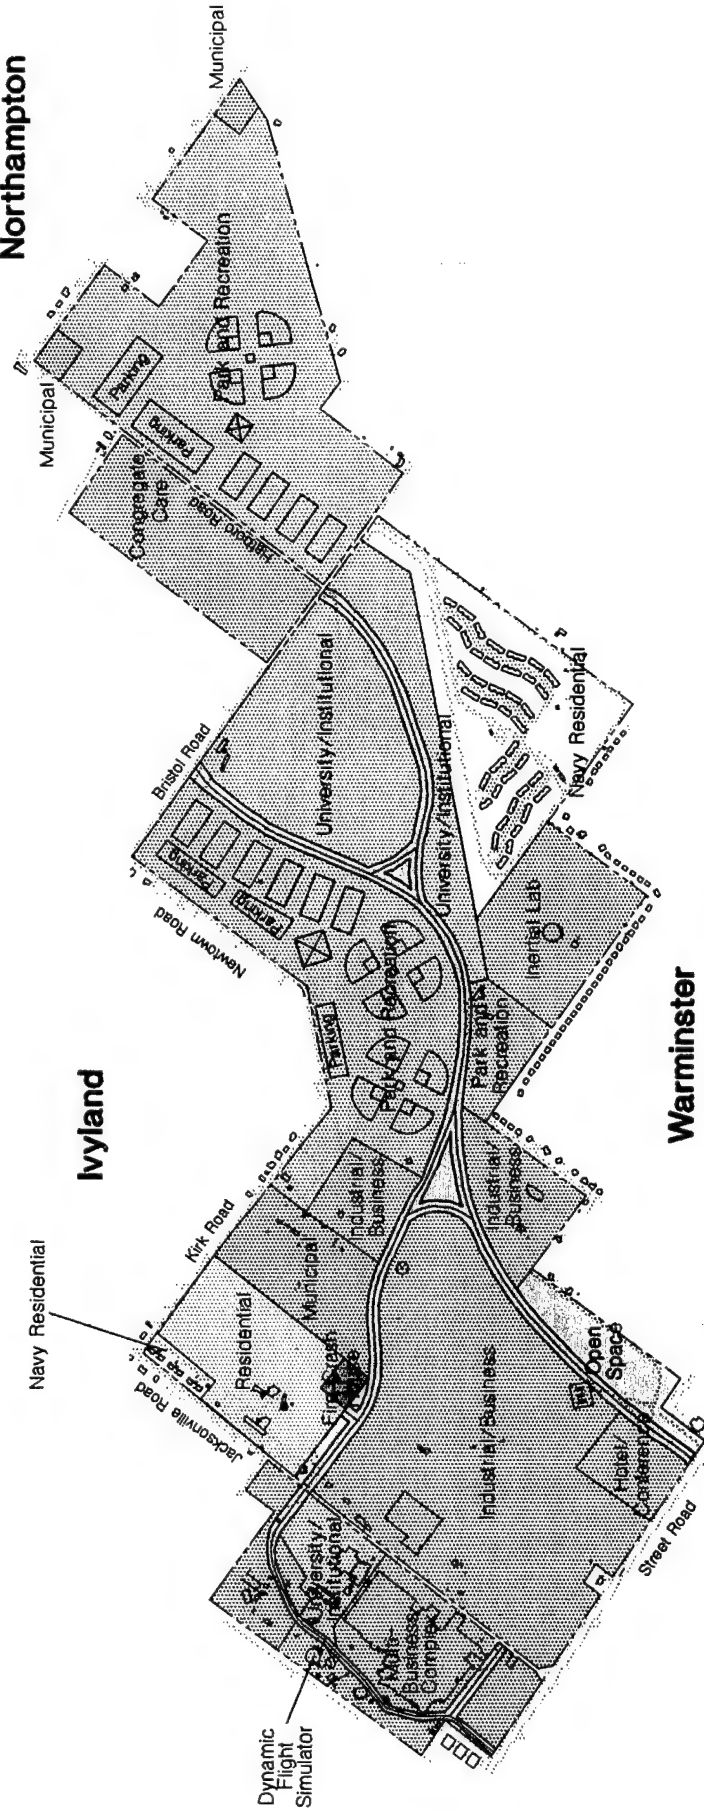 Northampton
Municipal
Municipal
Parking
Parking
Park and Recreation
Congregate
Care
Hatboro Road
Bristol Road
University/Institutional
University/Institutional
Navy Residential
Newtown Road
Parking
Parking
Parking
Park and Recreation
Inertial Lab
Park and
Recreation
Ivyland
Warminster
Kirk Road
Industrial/
Business
Industrial/
Business
Municipal
Navy Residential
Residential
Jacksonville Road
Industrial/Business
Open
Space
Hotel/
Conference
Street Road
University/
Institutional
Multi-
Business
Complex
Dynamic
Flight
Simulator